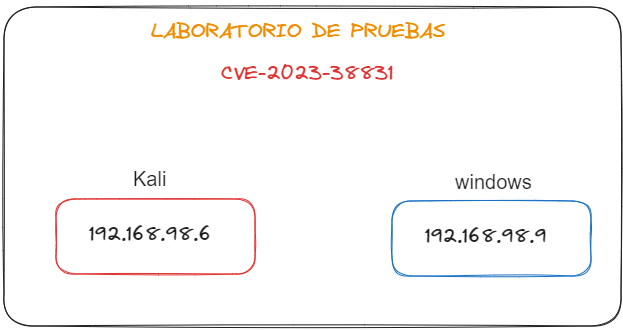 LABORATORIO DE PRUEBAS
CVE-2023-38831
Kali
windows
192.168.98.6
192.168.98.9